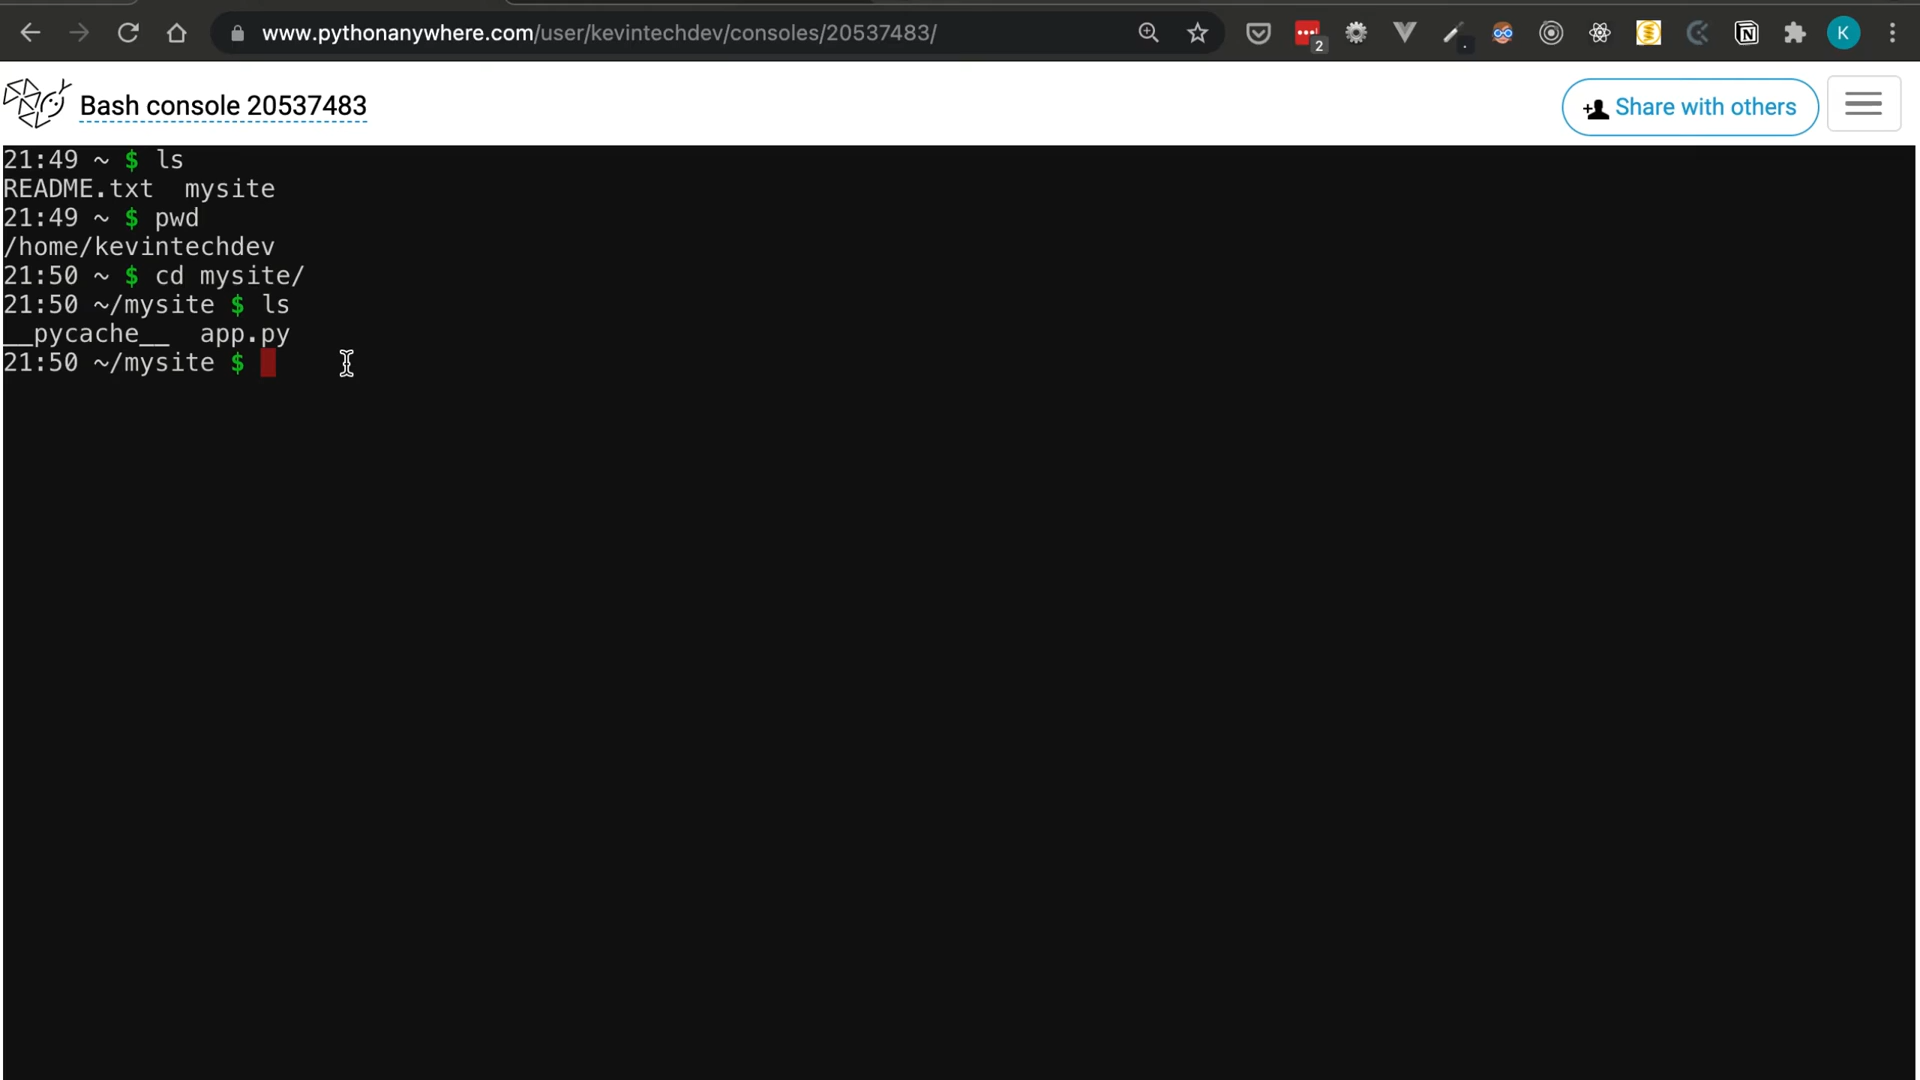 www.pythonanywhere.com/user/kevintechdev/consoles/20537483/
2
K
Bash console 20537483
Share with others
21:49 ~ $ ls
README.txt  mysite
21:49 ~ $ pwd
/home/kevintechdev
21:50 ~ $ cd mysite/
21:50 ~/mysite $ ls
__pycache__  app.py
21:50 ~/mysite $